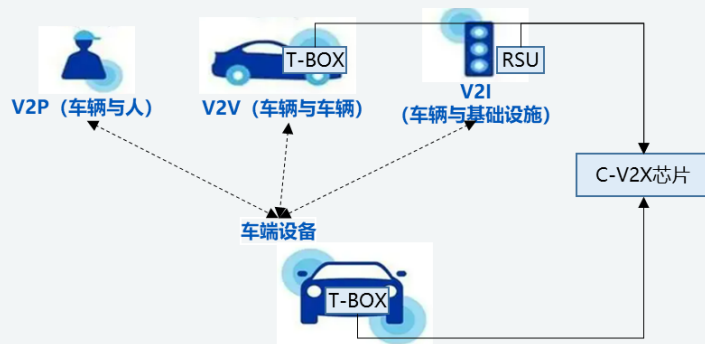 T-BOX
RSU
V2P（车辆与人）
V2V（车辆与车辆）
V2I
（车辆与基础设施）
C-V2X芯片
车端设备
T-BOX